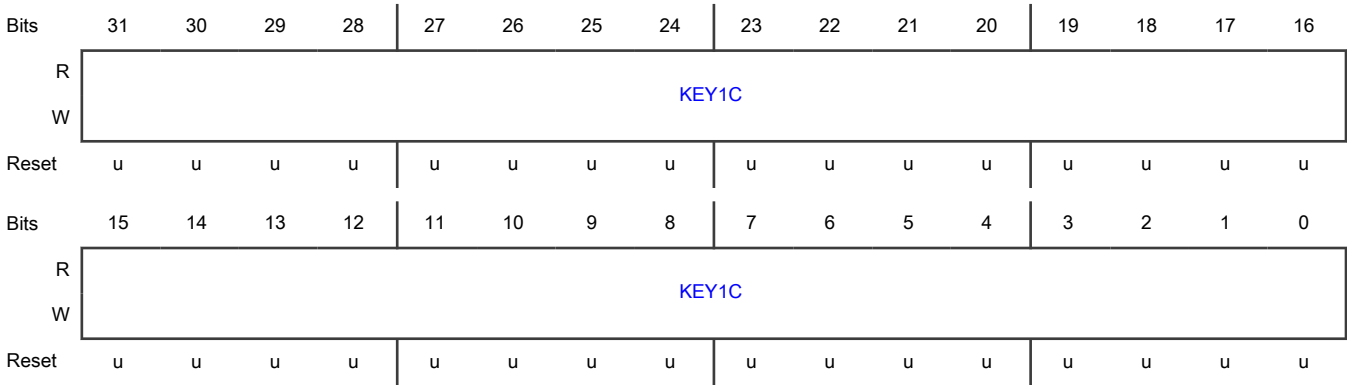 Bits 31 30 29 28 27 26 25 24 23 22 21 20 19 18 17 16
R
KEY1C
W
Reset u u u u u u u u u u u u u u u u
Bits 15 14 13 12 11 10 9 8 7 6 5 4 3 2 1 0
R
KEY1C
W
Reset u u u u u u u u u u u u u u u u